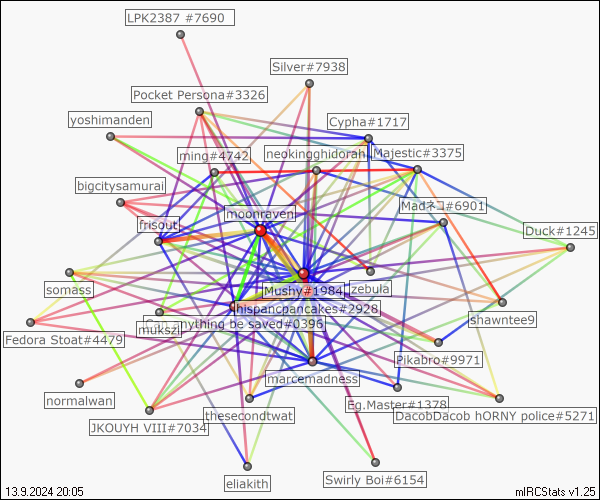 LPK2387 #7690
Silver#7938
Pocket Persona#3326
yoshimanden
Cypha#1717
ming#4742
neokingghidorah
Majestic#3375
bigcitysamurai
moonraven
Madネコ#6901
frisout
Duck#1245
somass
Mushy#1984
zebula
hispancpancakes#2928
shawntee9
anything be saved#0396
mukszi
Fedora Stoat#4479
Pikabro#9971
marcemadness
normalwan
Eg.Master#1378
thesecondtwat
DacobDacob hORNY police#5271
JKOUYH VIII#7034
eliakith
Swirly Boi#6154
13.9.2024 20:05
mIRCStats v1.25